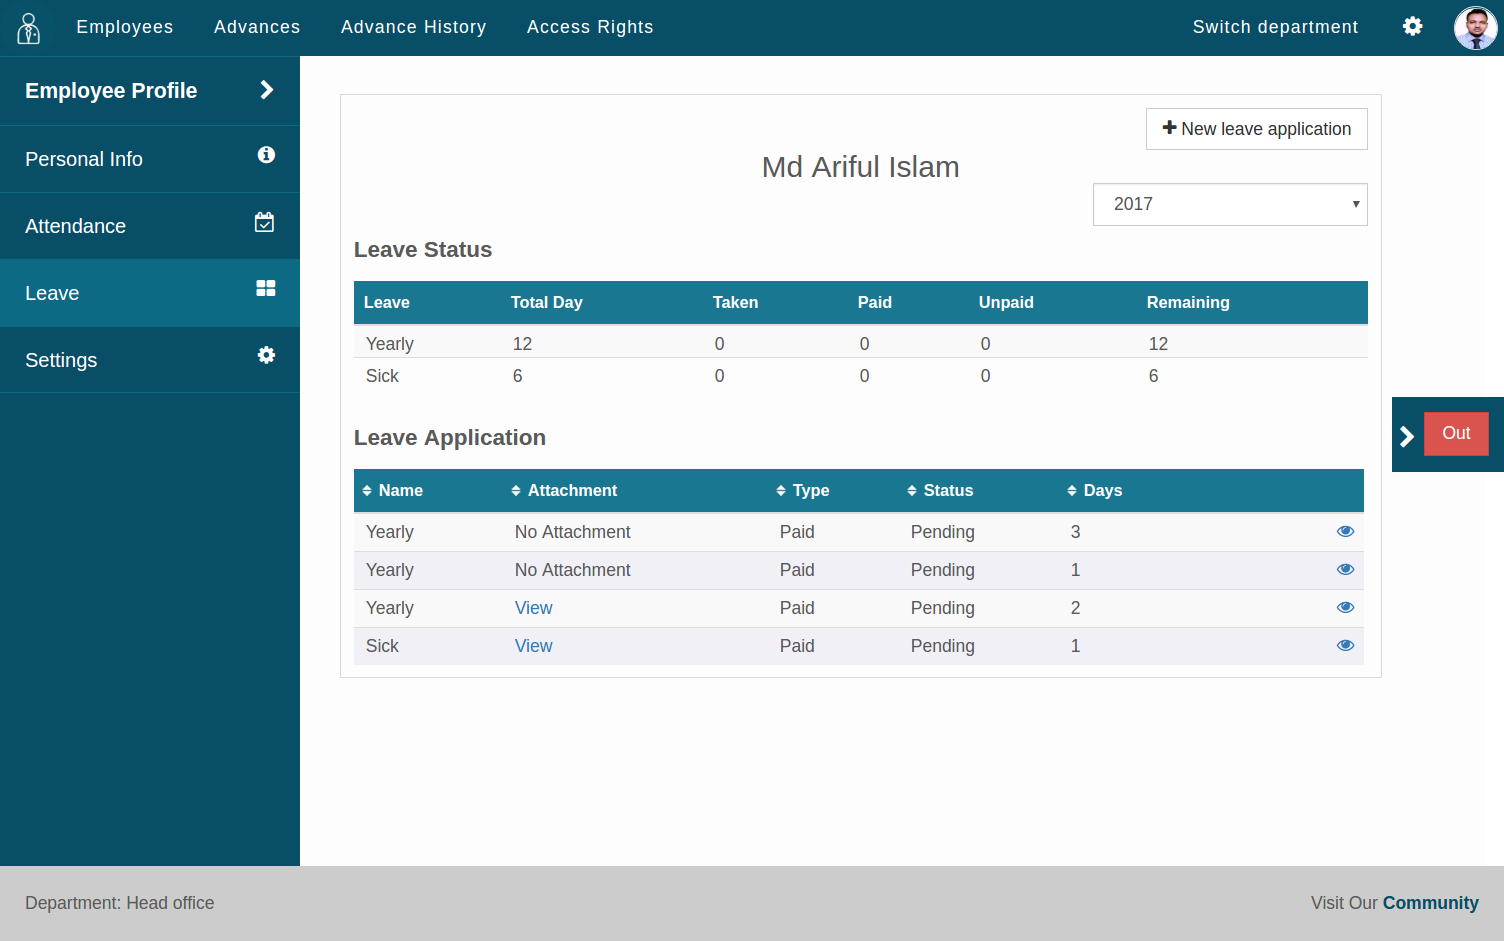 Employees Advances Advance History Access Rights Switch department
Employee Profile
Personal Info
Attendance
Leave
Settings
New leave application
Md Ariful Islam
2017
Leave Status
Leave Total Day Taken Paid Unpaid Remaining
Yearly 12 0 0 0 12
Sick 6 0 0 0 6
Leave Application
Name Attachment Type Status Days
Yearly No Attachment Paid Pending 3
Yearly No Attachment Paid Pending 1
Yearly View Paid Pending 2
Sick View Paid Pending 1
Out
Department: Head office Visit Our Community